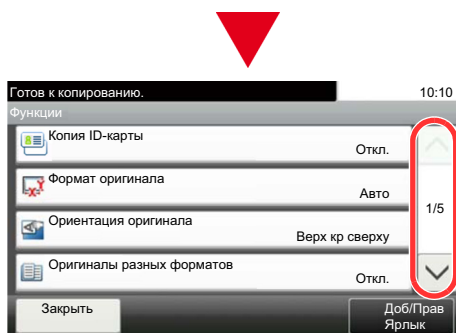 Готов к копированию. 10:10
Функции
Копия ID-карты
Откл.
Формат оригинала
Авто
1/5
Ориентация оригинала
Верх кр сверху
Оригиналы разных форматов
Откл.
Закрыть
Доб/Прав
Ярлык